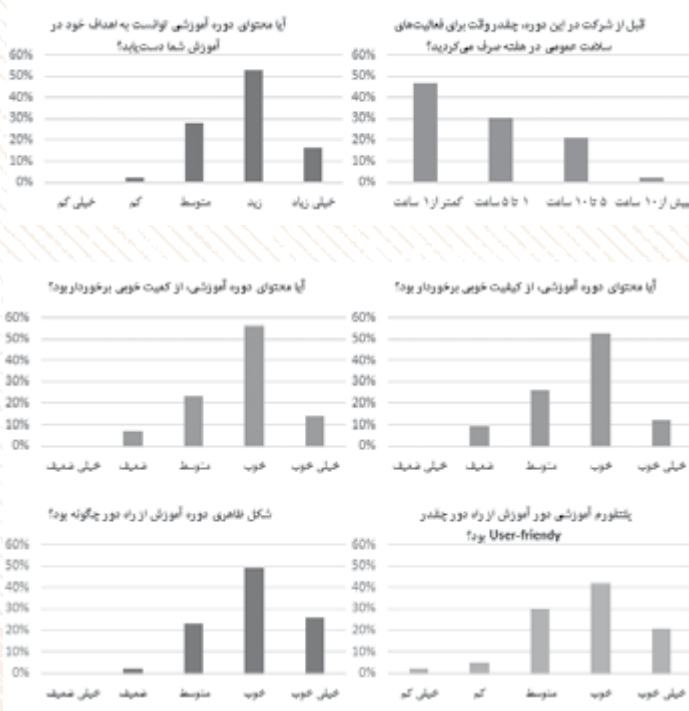 قبل از شرکت در این دوره، چقدر وقت برای فعالیت‌های
سلامت عمومی در هفته صرف می‌کردید؟
60%
50%
40%
30%
20%
10%
0%
کمتر از ۱ ساعت ۱ تا ۵ ساعت ۵ تا ۱۰ ساعت بیش از ۱۰ ساعت
آیا محتوای دوره آموزشی توانست به اهداف خود در
آموزش شما دست‌یابد؟
60%
50%
40%
30%
20%
10%
0%
خیلی کم کم متوسط زید خیلی زیاد
آیا محتوای دوره آموزشی، از کیفیت خوبی برخوردار بود؟
60%
50%
40%
30%
20%
10%
0%
خیلی ضعیف ضعیف متوسط خوب خیلی خوب
آیا محتوای دوره آموزشی، از کمیت خوبی برخوردار بود؟
60%
50%
40%
30%
20%
10%
0%
خیلی ضعیف ضعیف متوسط خوب خیلی خوب
پلتفورم آموزشی دور آموزش از راه دور چقدر
User-friendy بود؟
60%
50%
40%
30%
20%
10%
0%
خیلی کم کم متوسط خوب خیلی خوب
شکل ظاهری دوره آموزش از راه دور چگونه بود؟
60%
50%
40%
30%
20%
10%
0%
خیلی ضعیف ضعیف متوسط خوب خیلی خوب